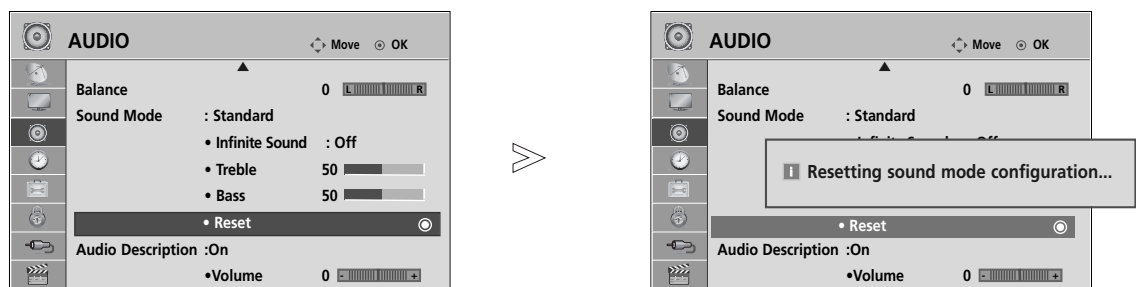 AUDIO Move OK
Balance 0 L R
Sound Mode : Standard
• Infinite Sound : Off
• Treble 50
• Bass 50
• Reset
Audio Description :On
•Volume 0 - +
AUDIO Move OK
Balance 0 L R
Sound Mode : Standard
i Resetting sound mode configuration...
• Reset
Audio Description :On
•Volume 0 - +